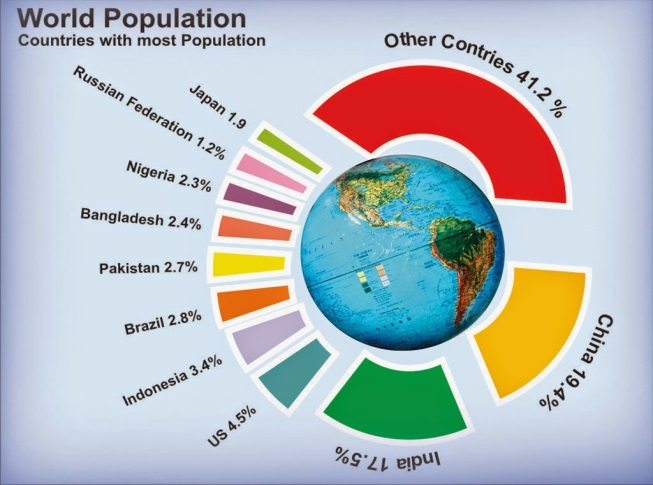 World Population
Countries with most Population
Other Contries 41.2 %
China 19.4%
India 17.5%
US 4.5%
Indonesia 3.4%
Brazil 2.8%
Pakistan 2.7%
Bangladesh 2.4%
Nigeria 2.3%
Russian Federation 1.2%
Japan 1.9